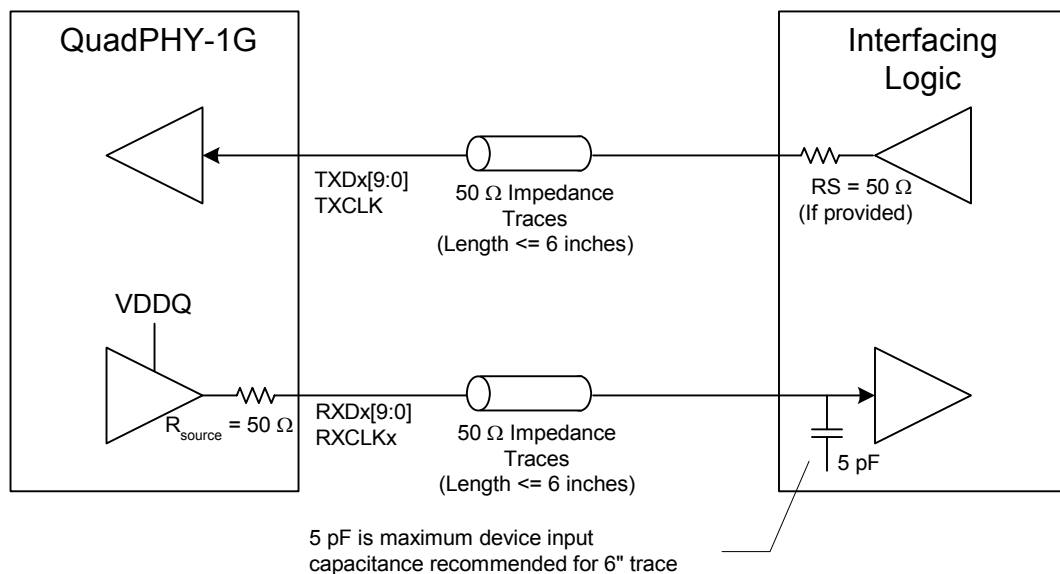 QuadPHY-1G
Interfacing
Logic
TXDx[9:0]
TXCLK
50 Ω Impedance
Traces
(Length <= 6 inches)
RS = 50 Ω
(If provided)
VDDQ
R source = 50 Ω
RXDx[9:0]
RXCLKx
50 Ω Impedance
Traces
(Length <= 6 inches)
5 pF
5 pF is maximum device input
capacitance recommended for 6" trace